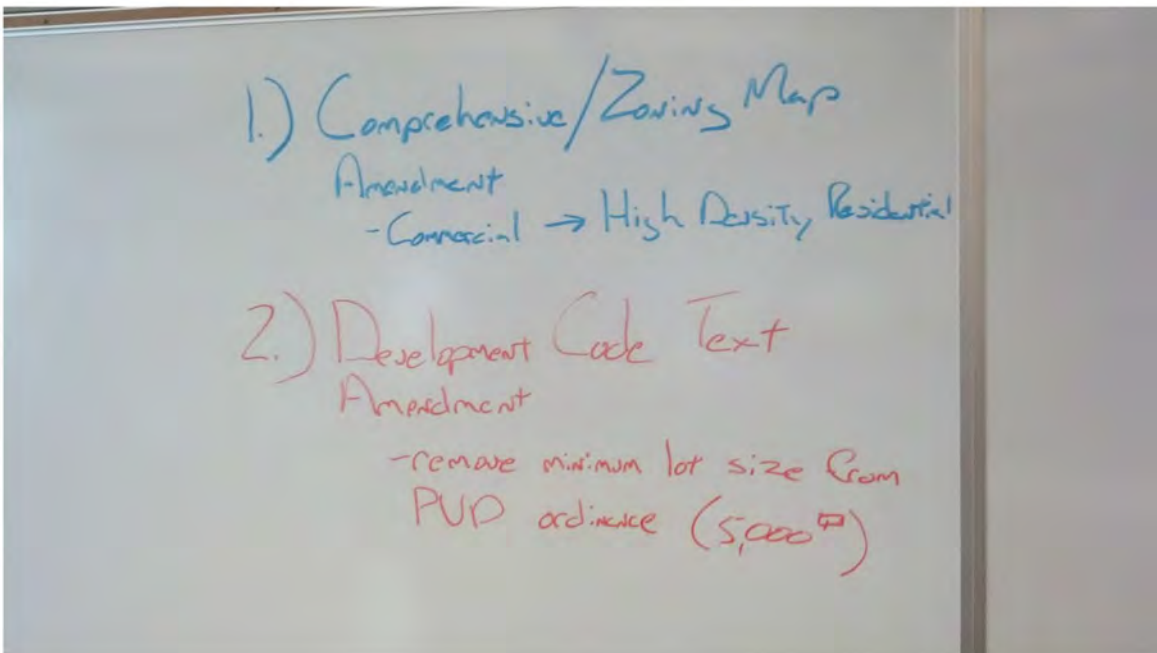 1.) Comprehensive/Zoning Map
Amendment
-Commercial → High Density Residential
2.) Development Code Text
Amendment
-remove minimum lot size from
PUD ordinence (5,000 □)